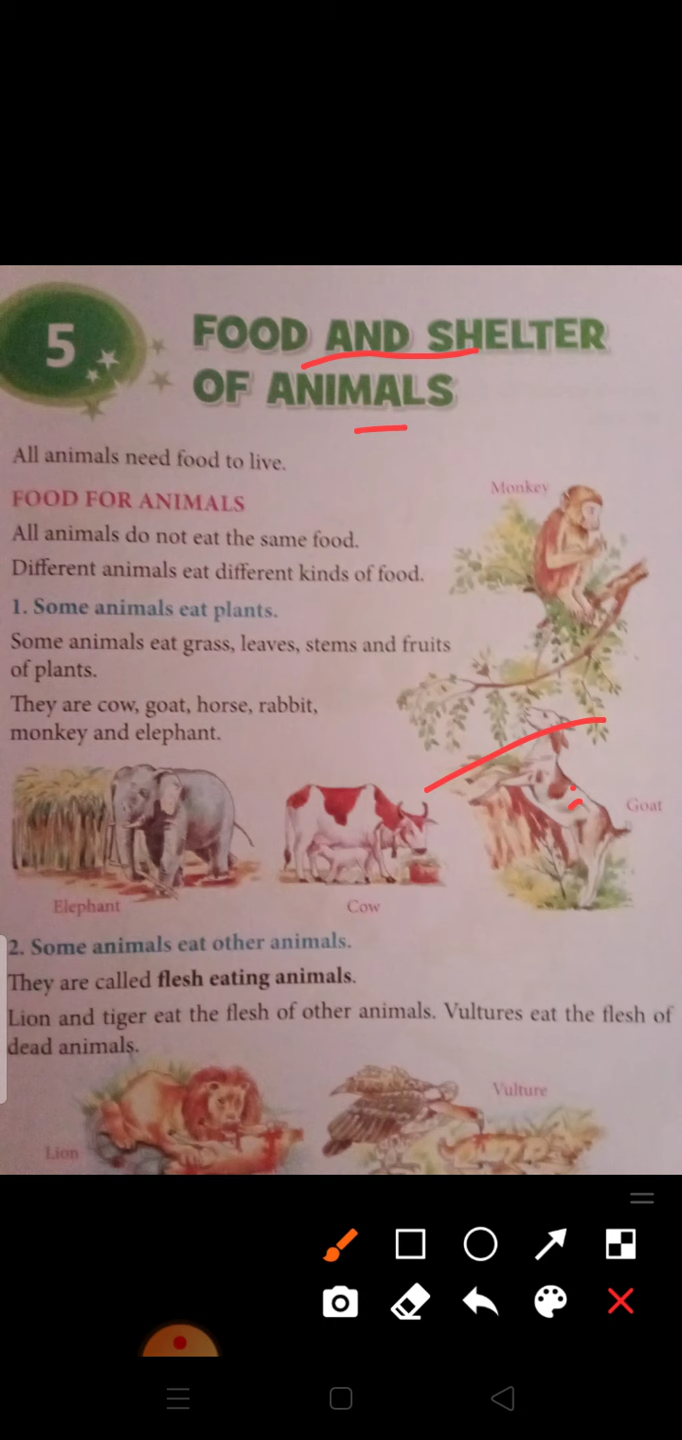 5
FOOD AND SHELTER
OF ANIMALS
All animals need food to live.
Monkey
FOOD FOR ANIMALS
All animals do not eat the same food.
Different animals eat different kinds of food.
1. Some animals eat plants.
Some animals eat grass, leaves, stems and fruits
of plants.
They are cow, goat, horse, rabbit,
monkey and elephant.
Goat
Elephant
Cow
2. Some animals eat other animals.
They are called flesh eating animals.
Lion and tiger eat the flesh of other animals. Vultures eat the flesh of
dead animals.
Vulture
Lion